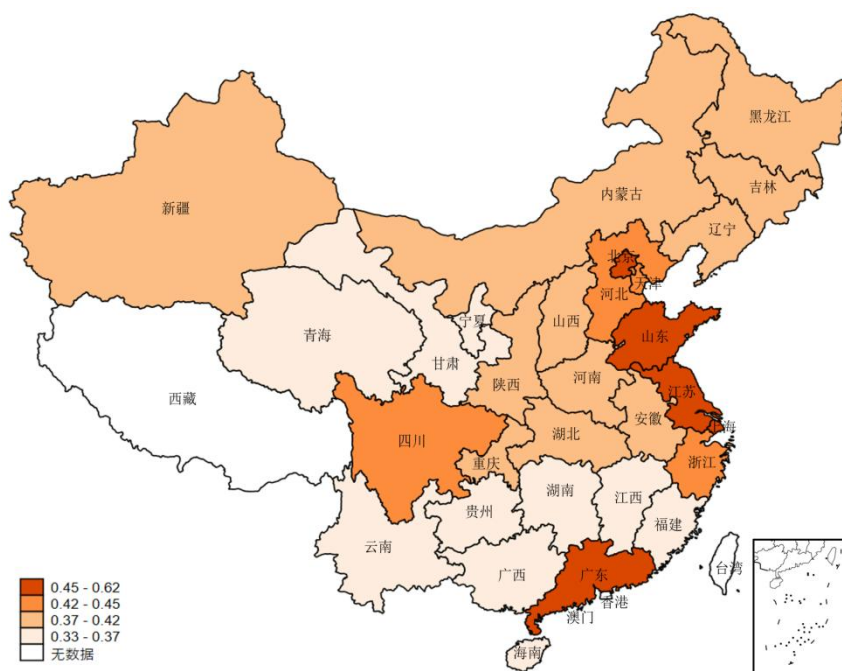 黑龙江
吉林
内蒙古
辽宁
新疆
北京
天津
河北
山西
宁夏
山东
青海
甘肃
陕西
河南
江苏
西藏
安徽
上海
四川
湖北
重庆
浙江
湖南
江西
贵州
福建
云南
广西
广东
台湾
香港
澳门
海南
0.45 - 0.62
0.42 - 0.45
0.37 - 0.42
0.33 - 0.37
无数据